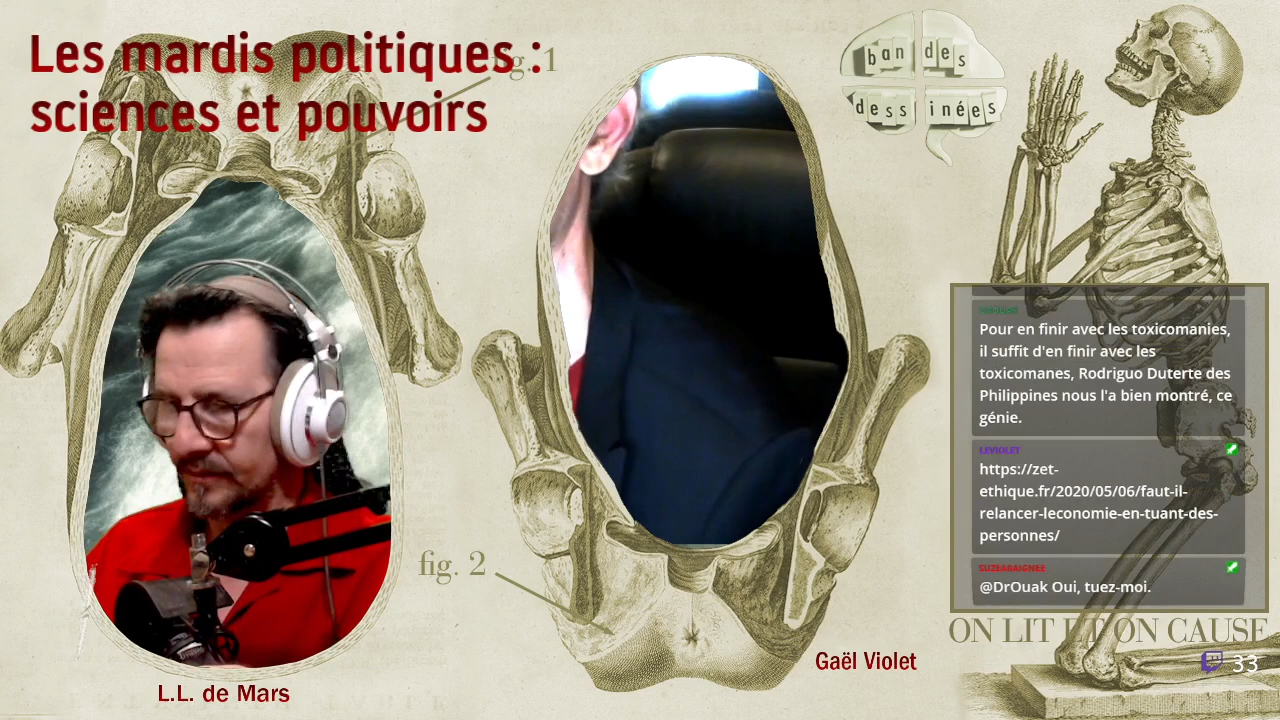 Les mardis politiques :
sciences et pouvoirs
fig. 1
ban des
dess inées
Pour en finir avec les toxicomanies,
il suffit d'en finir avec les
toxicomanes, Rodriguo Duterte des
Philippines nous l'a bien montré, ce
génie.
LEVIOLET
https://zet-
ethique.fr/2020/05/06/faut-il-
relancer-leconomie-en-tuant-des-
personnes/
SUZEARAIGNEE
@DrOuak Oui, tuez-moi.
fig. 2
ON LIT ET ON CAUSE
33
Gaël Violet
L.L. de Mars